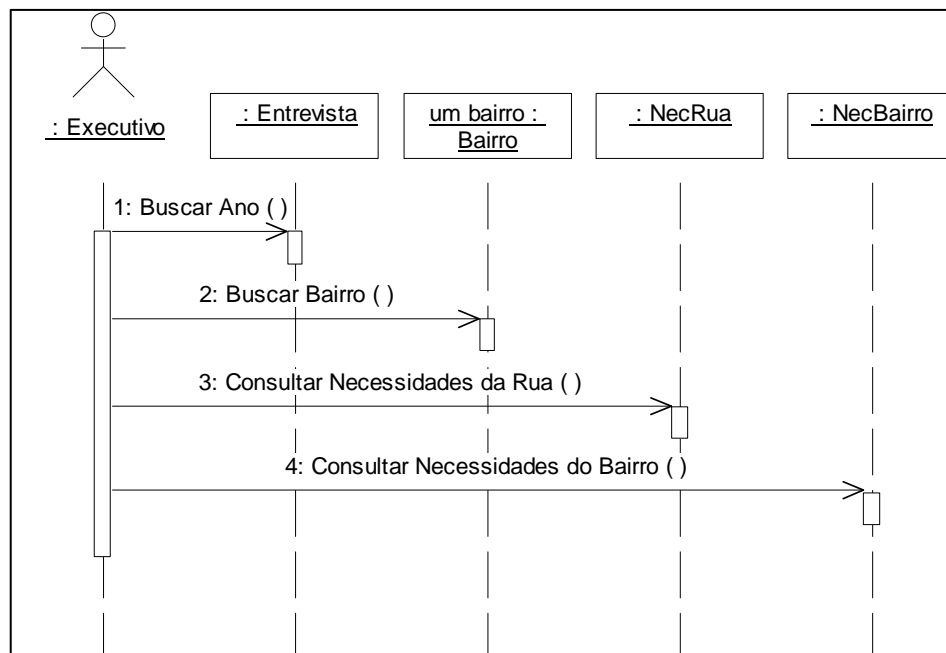 : Executivo
: Entrevista
um bairro :
Bairro
: NecRua
: NecBairro
1: Buscar Ano ( )
2: Buscar Bairro ( )
3: Consultar Necessidades da Rua ( )
4: Consultar Necessidades do Bairro ( )